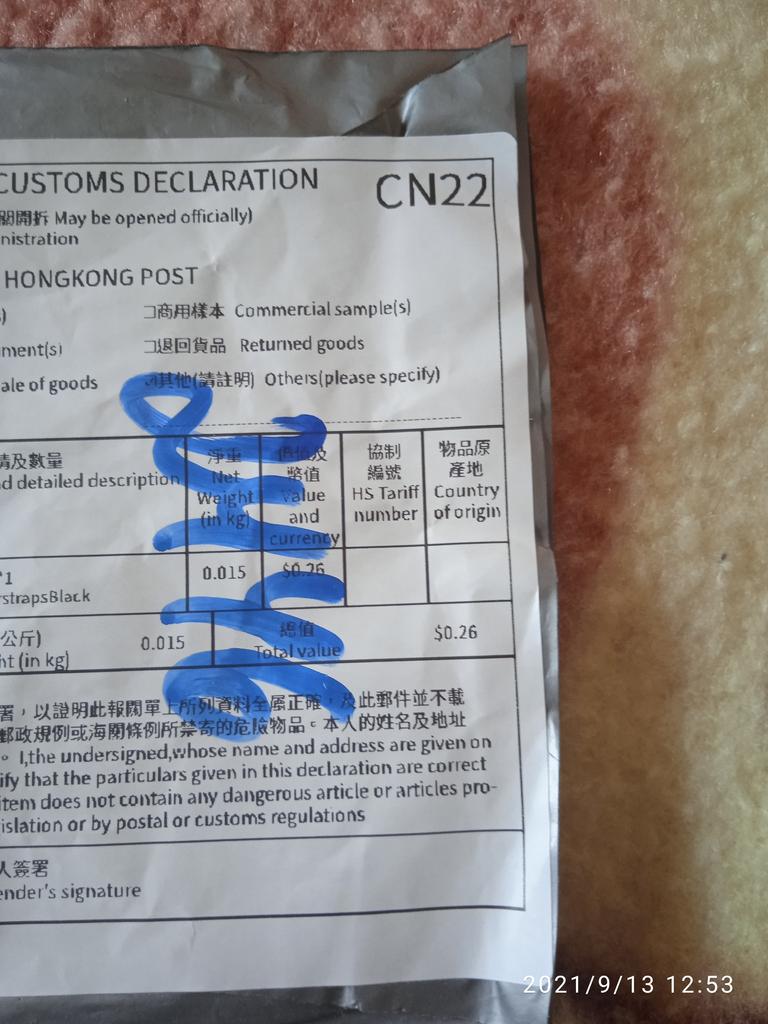 CUSTOMS DECLARATION
CN22
關開拆 May be opened officially)
nistration
HONGKONG POST
s)
□商用樣本 Commercial sample(s)
ment(s)
□退回貨品 Returned goods
ale of goods
☑其他(請註明) Others(please specify)
情及數量
d detailed description
淨重
Net
Weight
(in kg)
價值及
幣值
Value
and
currency
協制
編號
HS Tariff
number
物品原
產地
Country
of origin
*1
rstrapsBlack
0.015
$0.26
公斤)
ht (in kg)
0.015
總值
Total value
$0.26
署，以證明此報關單上所列資料全屬正確，及此郵件並不載
郵政規例或海關條例所禁寄的危險物品。本人的姓名及地址
。 I,the undersigned,whose name and address are given on
ify that the particulars given in this declaration are correct
item does not contain any dangerous article or articles pro-
islation or by postal or customs regulations
人簽署
ender's signature
2021/9/13 12:53